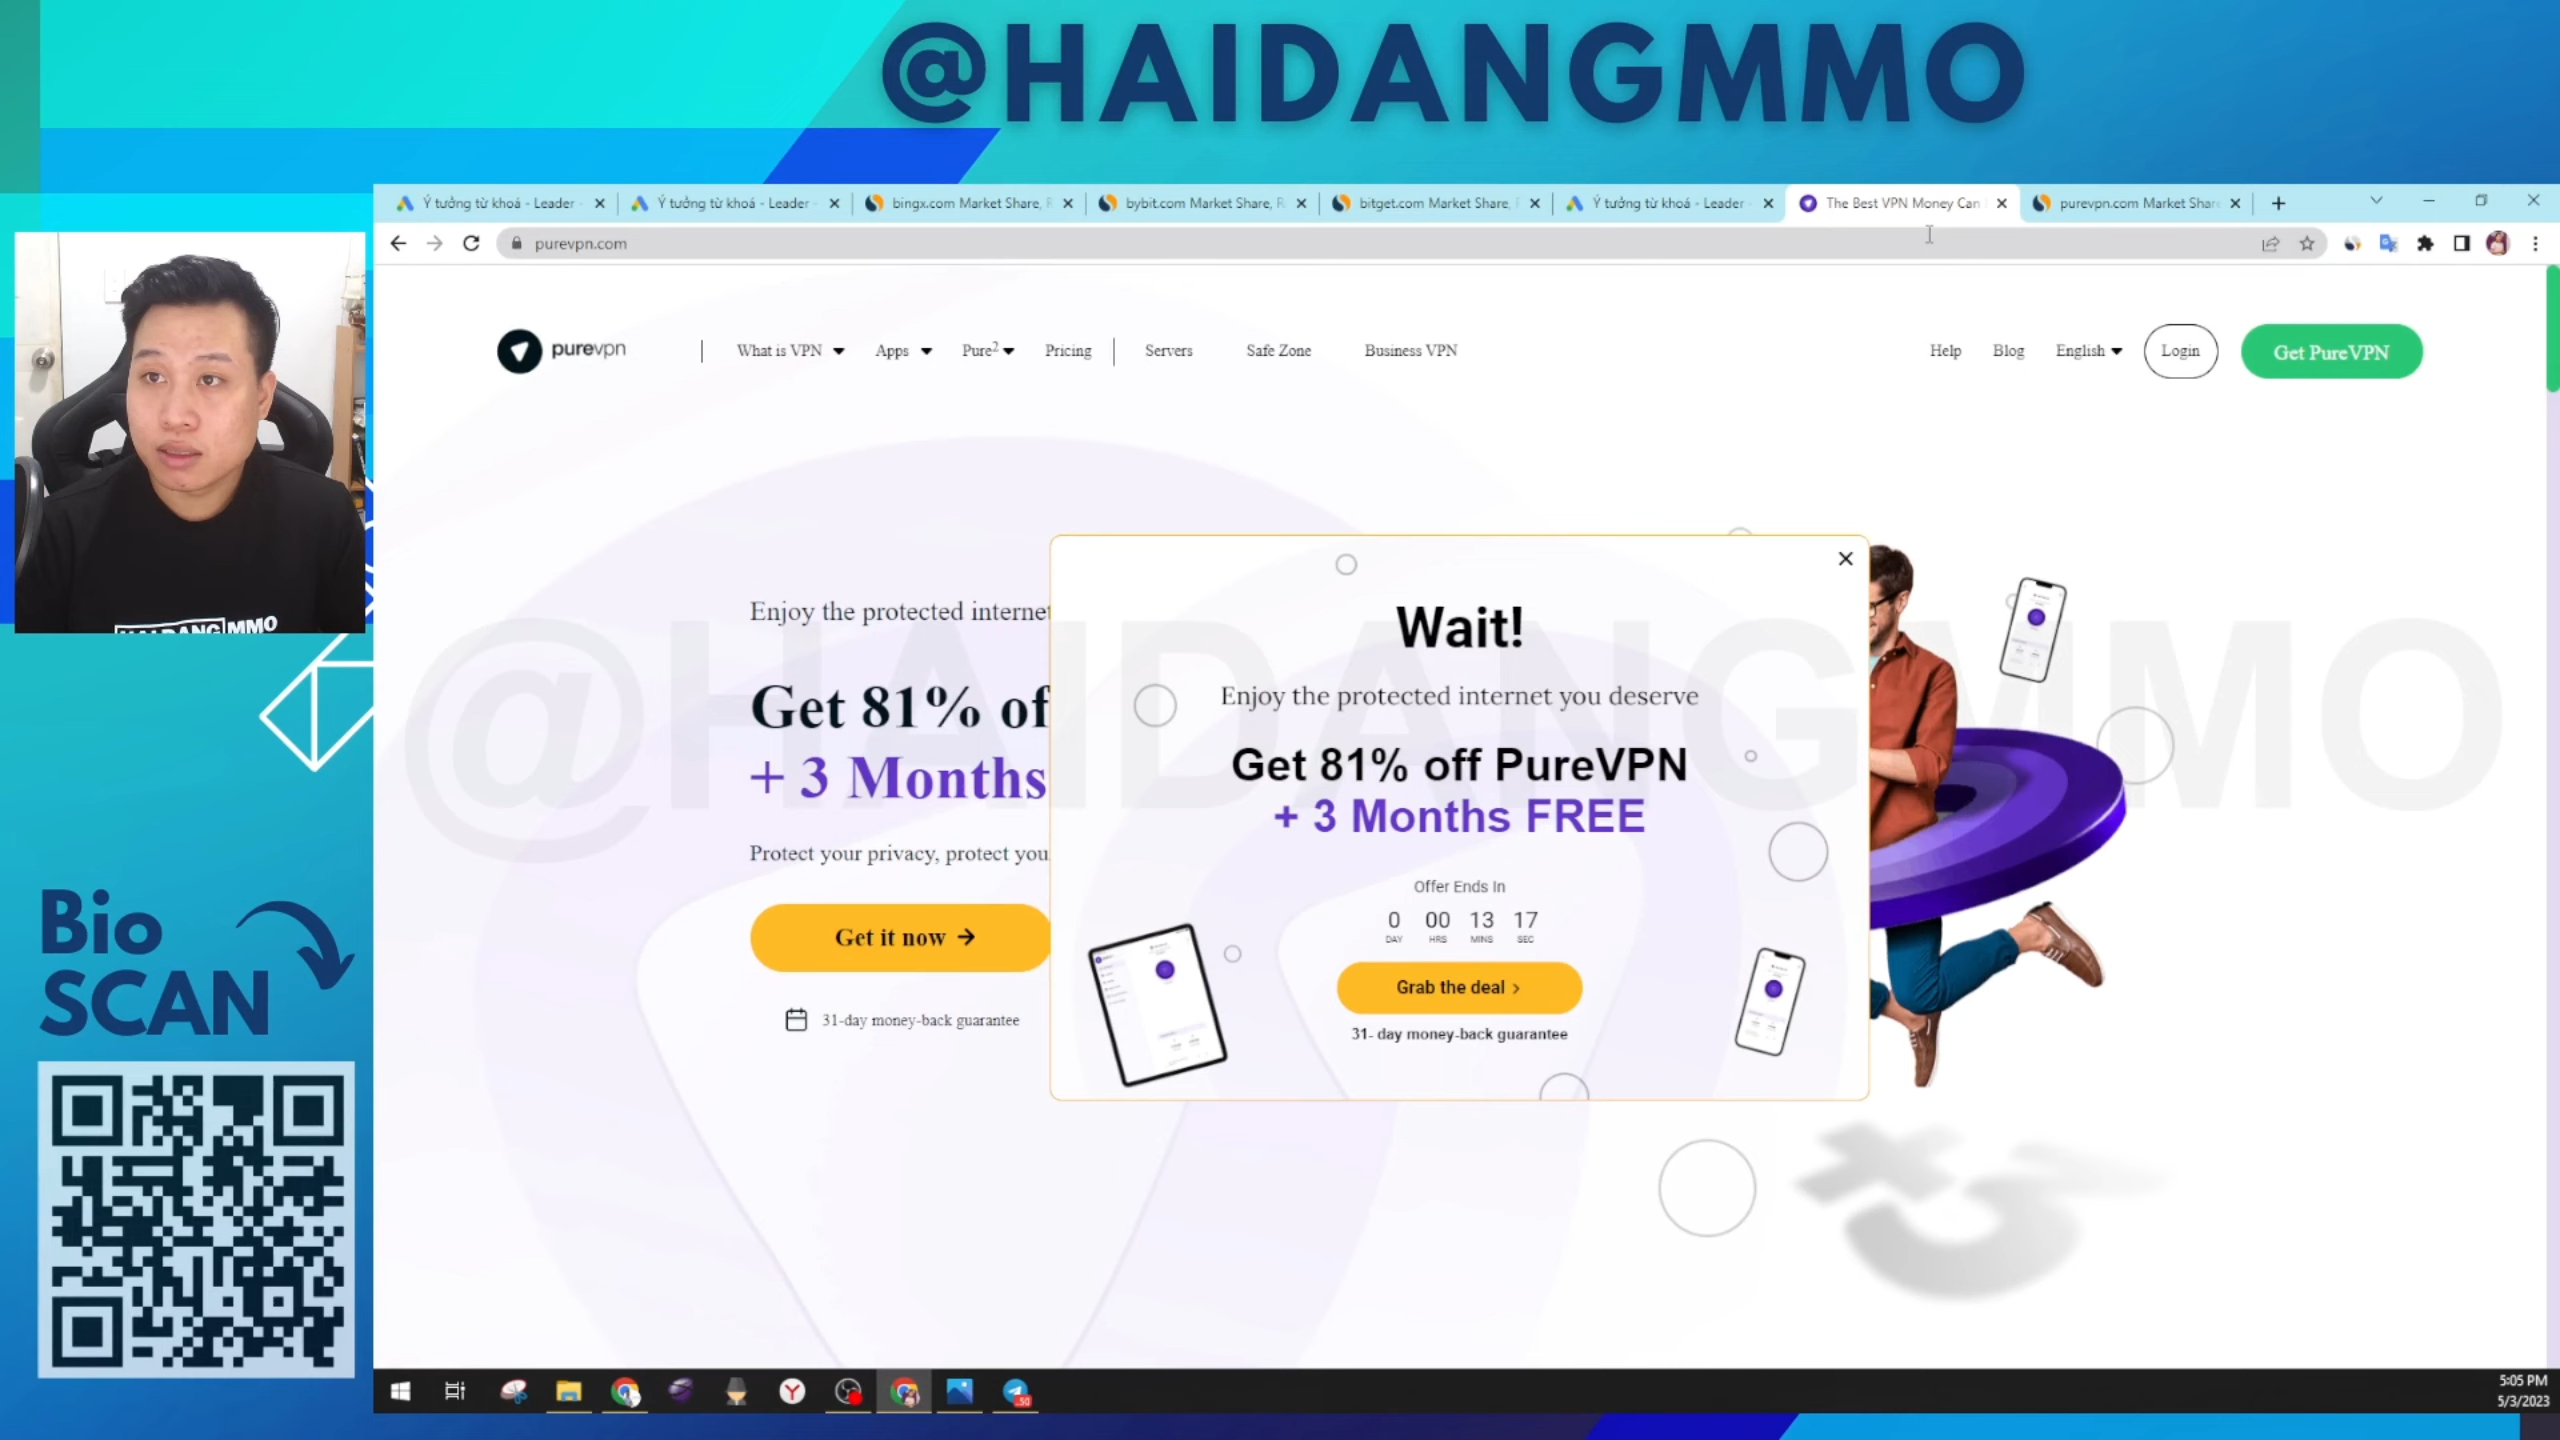 @HAIDANGMMO
Ý tưởng từ khoá - Leader
Ý tưởng từ khoá - Leader -
bingx.com Market Share, R
bybit.com Market Share, R
bitget.com Market Share,
Ý tưởng từ khoá - Leader
The Best VPN Money Can
purevpn.com Market Share
purevpn.com
purevpn
What is VPN
Apps
Pure2
Pricing
Servers
Safe Zone
Business VPN
Help
Blog
English
Login
Get PureVPN
Enjoy the protected internet
Get 81% of
+ 3 Months
Protect your privacy, protect you
Get it now →
31-day money-back guarantee
Wait!
Enjoy the protected internet you deserve
Get 81% off PureVPN
+ 3 Months FREE
Offer Ends In
0 00 13 17
DAY HRS MINS SEC
Grab the deal ›
31- day money-back guarantee
@HAIDANGMMO
HAIDANG MMO
Bio
SCAN
50
5:05 PM
5/3/2023